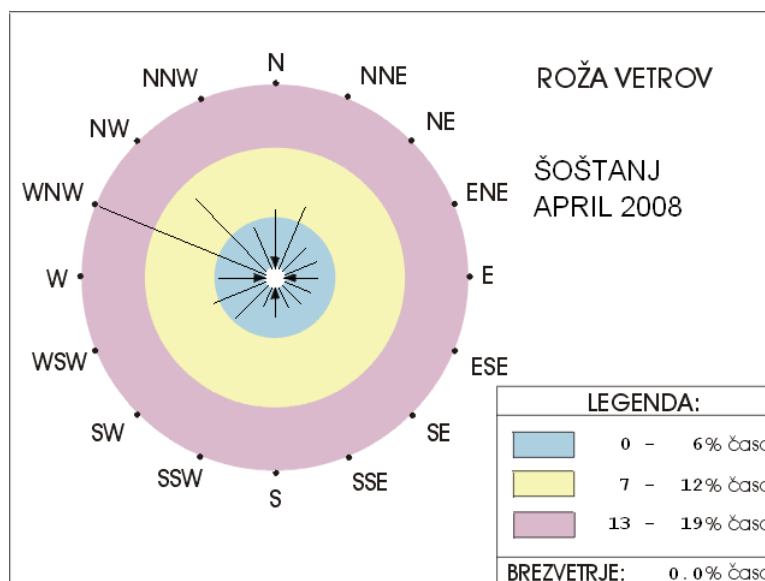 ROŽA VETROV
ŠOŠTANJ
APRIL 2008
N
NNW
NNE
NW
NE
WNW
ENE
W
E
WSW
ESE
SW
SE
SSW
SSE
S
LEGENDA:
0 - 6% časa
7 - 12% časa
13 - 19% časa
BREZVETRJE: 0.0% časa